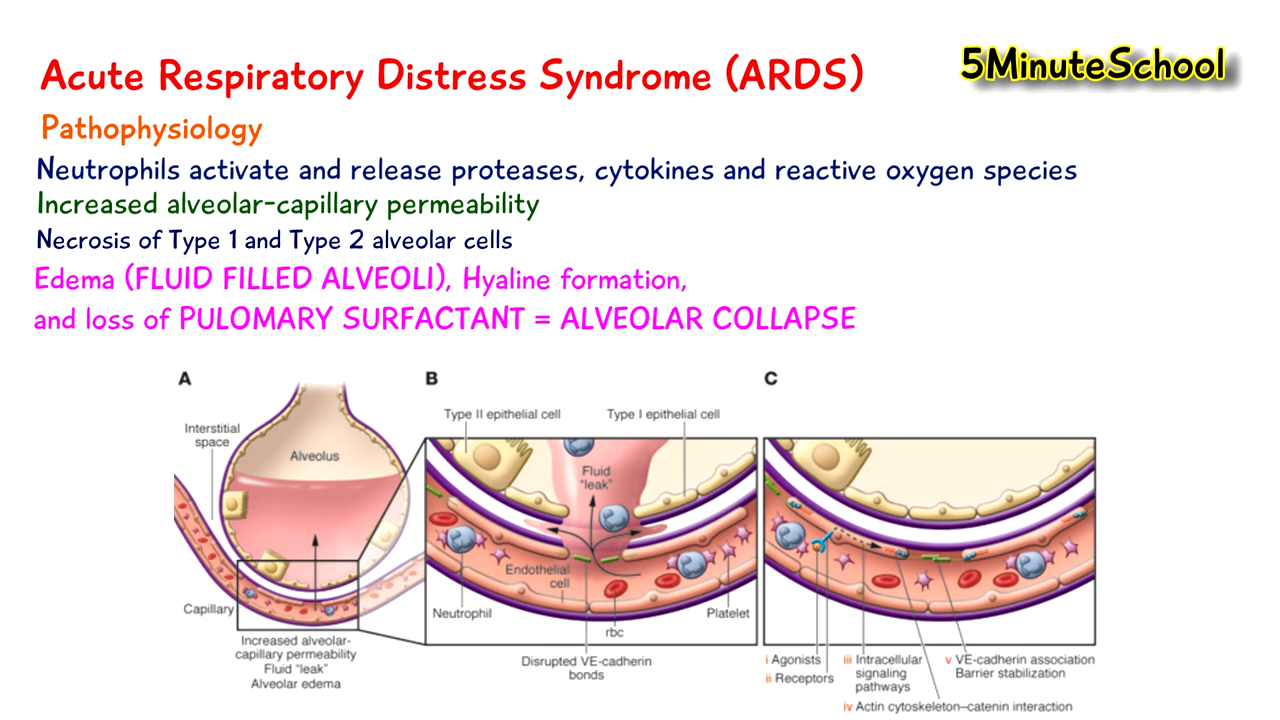 Acute Respiratory Distress Syndrome (ARDS)
5MinuteSchool
Pathophysiology
Neutrophils activate and release proteases, cytokines and reactive oxygen species
Increased alveolar-capillary permeability
Necrosis of Type 1 and Type 2 alveolar cells
Edema (FLUID FILLED ALVEOLI), Hyaline formation,
and loss of PULOMARY SURFACTANT = ALVEOLAR COLLAPSE
A
Interstitial
space
Alveolus
Capillary
Increased alveolar-
capillary permeability
Fluid "leak"
Alveolar edema
B
Type II epithelial cell
Type I epithelial cell
Fluid
"leak"
Endothelial
cell
Neutrophil
Platelet
rbc
Disrupted VE-cadherin
bonds
C
i Agonists
ii Receptors
iii Intracellular
signaling
pathways
iv Actin cytoskeleton–catenin interaction
v VE-cadherin association
Barrier stabilization